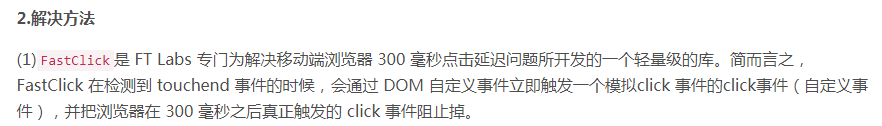 2.解决方法
(1) FastClick 是 FT Labs 专门为解决移动端浏览器 300 毫秒点击延迟问题所开发的一个轻量级的库。简而言之，
FastClick 在检测到 touchend 事件的时候，会通过 DOM 自定义事件立即触发一个模拟click 事件的click事件（自定义事
件），并把浏览器在 300 毫秒之后真正触发的 click 事件阻止掉。